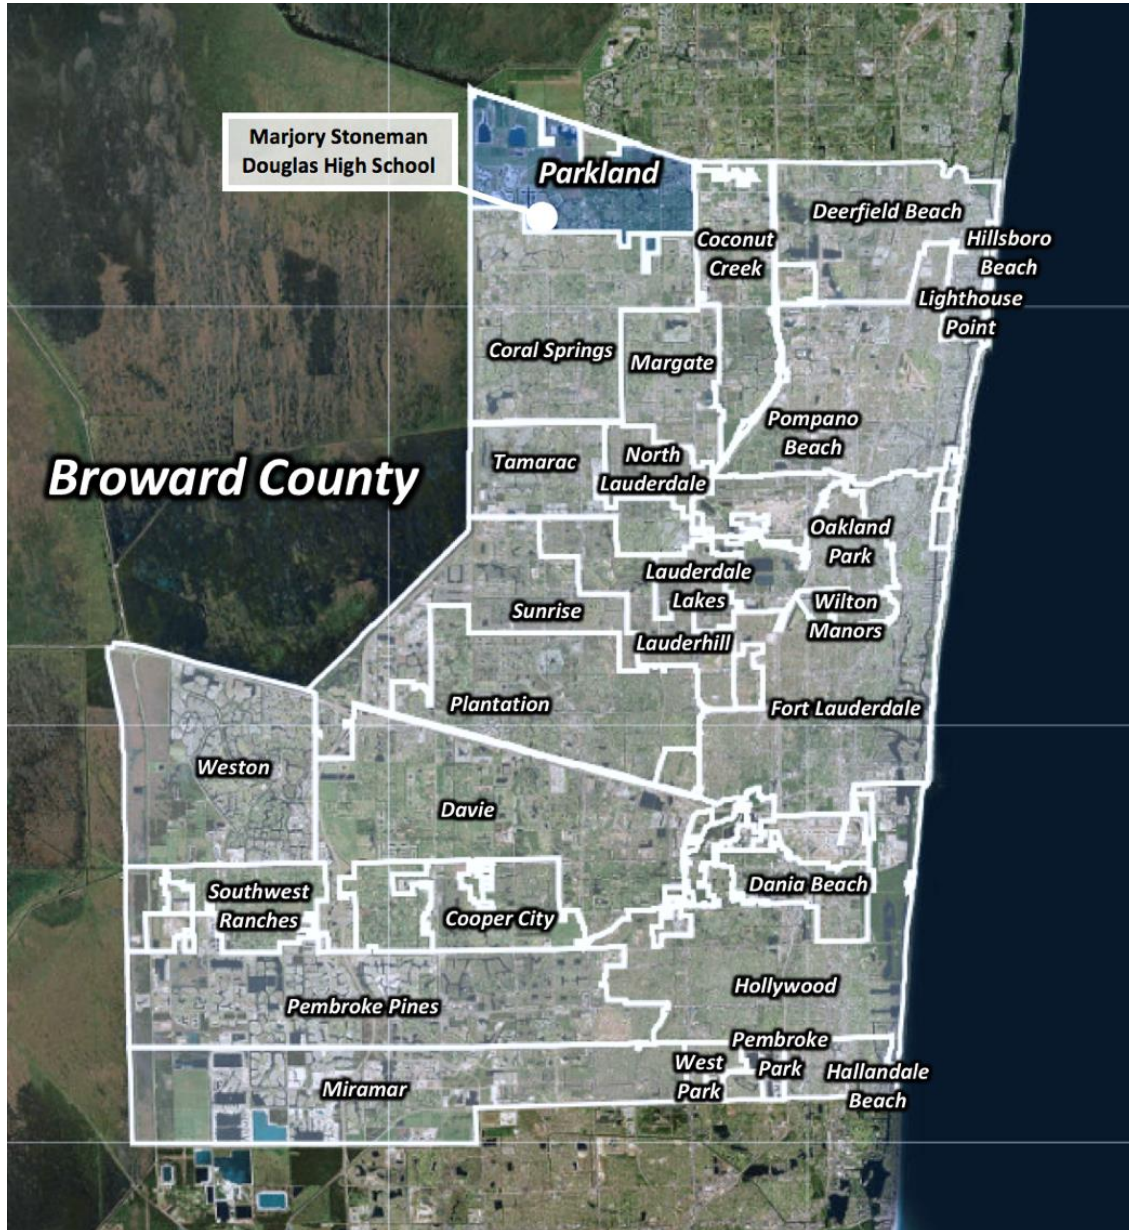 Marjory Stoneman
Douglas High School
Parkland
Deerfield Beach
Coconut
Creek
Hillsboro
Beach
Lighthouse
Point
Coral Springs
Margate
Pompano
Beach
Broward County
Tamarac
North
Lauderdale
Oakland
Park
Lauderdale
Lakes
Sunrise
Wilton
Manors
Lauderhill
Plantation
Fort Lauderdale
Weston
Davie
Southwest
Ranches
Cooper City
Dania Beach
Pembroke Pines
Hollywood
Pembroke
Park
West
Park
Miramar
Hallandale
Beach